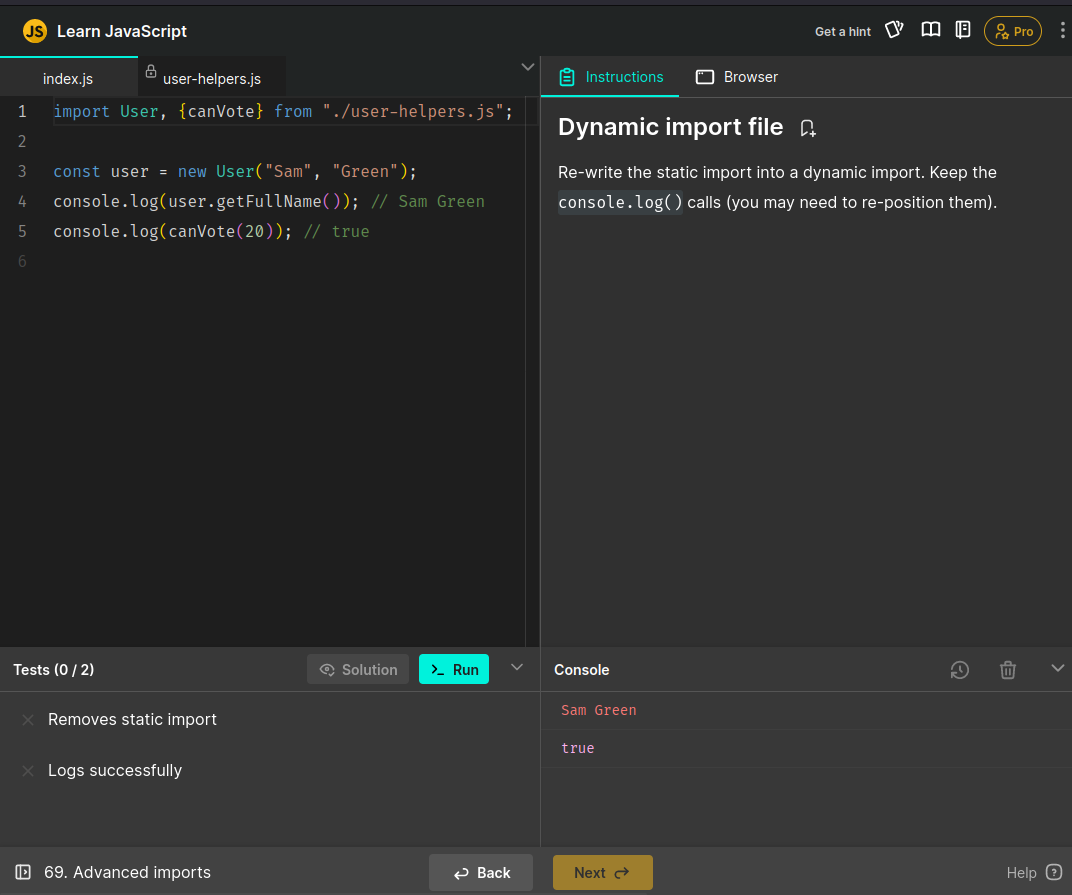 JS Learn JavaScript
Get a hint
Pro
index.js
user-helpers.js
1 import User, {canVote} from "./user-helpers.js";
2
3 const user = new User("Sam", "Green");
4 console.log(user.getFullName()); // Sam Green
5 console.log(canVote(20)); // true
6
Instructions
Browser
Dynamic import file
Re-write the static import into a dynamic import. Keep the
console.log() calls (you may need to re-position them).
Tests (0 / 2)
Solution
>_ Run
Removes static import
Logs successfully
Console
Sam Green
true
69. Advanced imports
Back
Next
Help ?